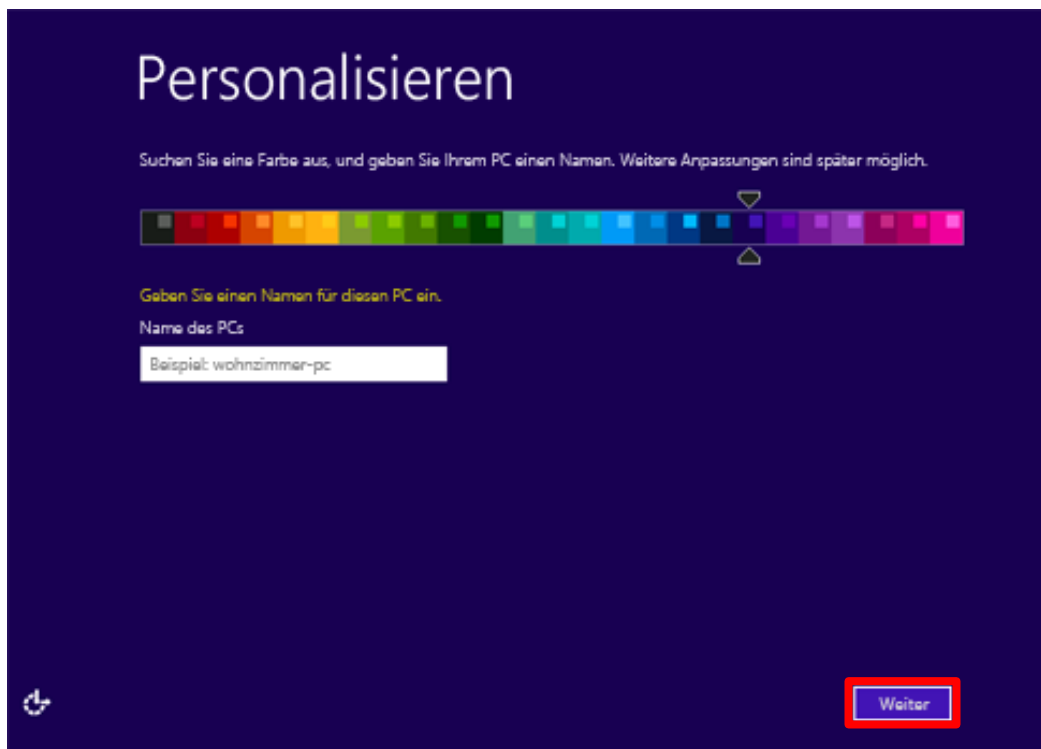 Personalisieren
Suchen Sie eine Farbe aus, und geben Sie Ihrem PC einen Namen. Weitere Anpassungen sind später möglich.
Geben Sie einen Namen für diesen PC ein.
Name des PCs
Beispiel: wohnzimmer-pc
Weiter